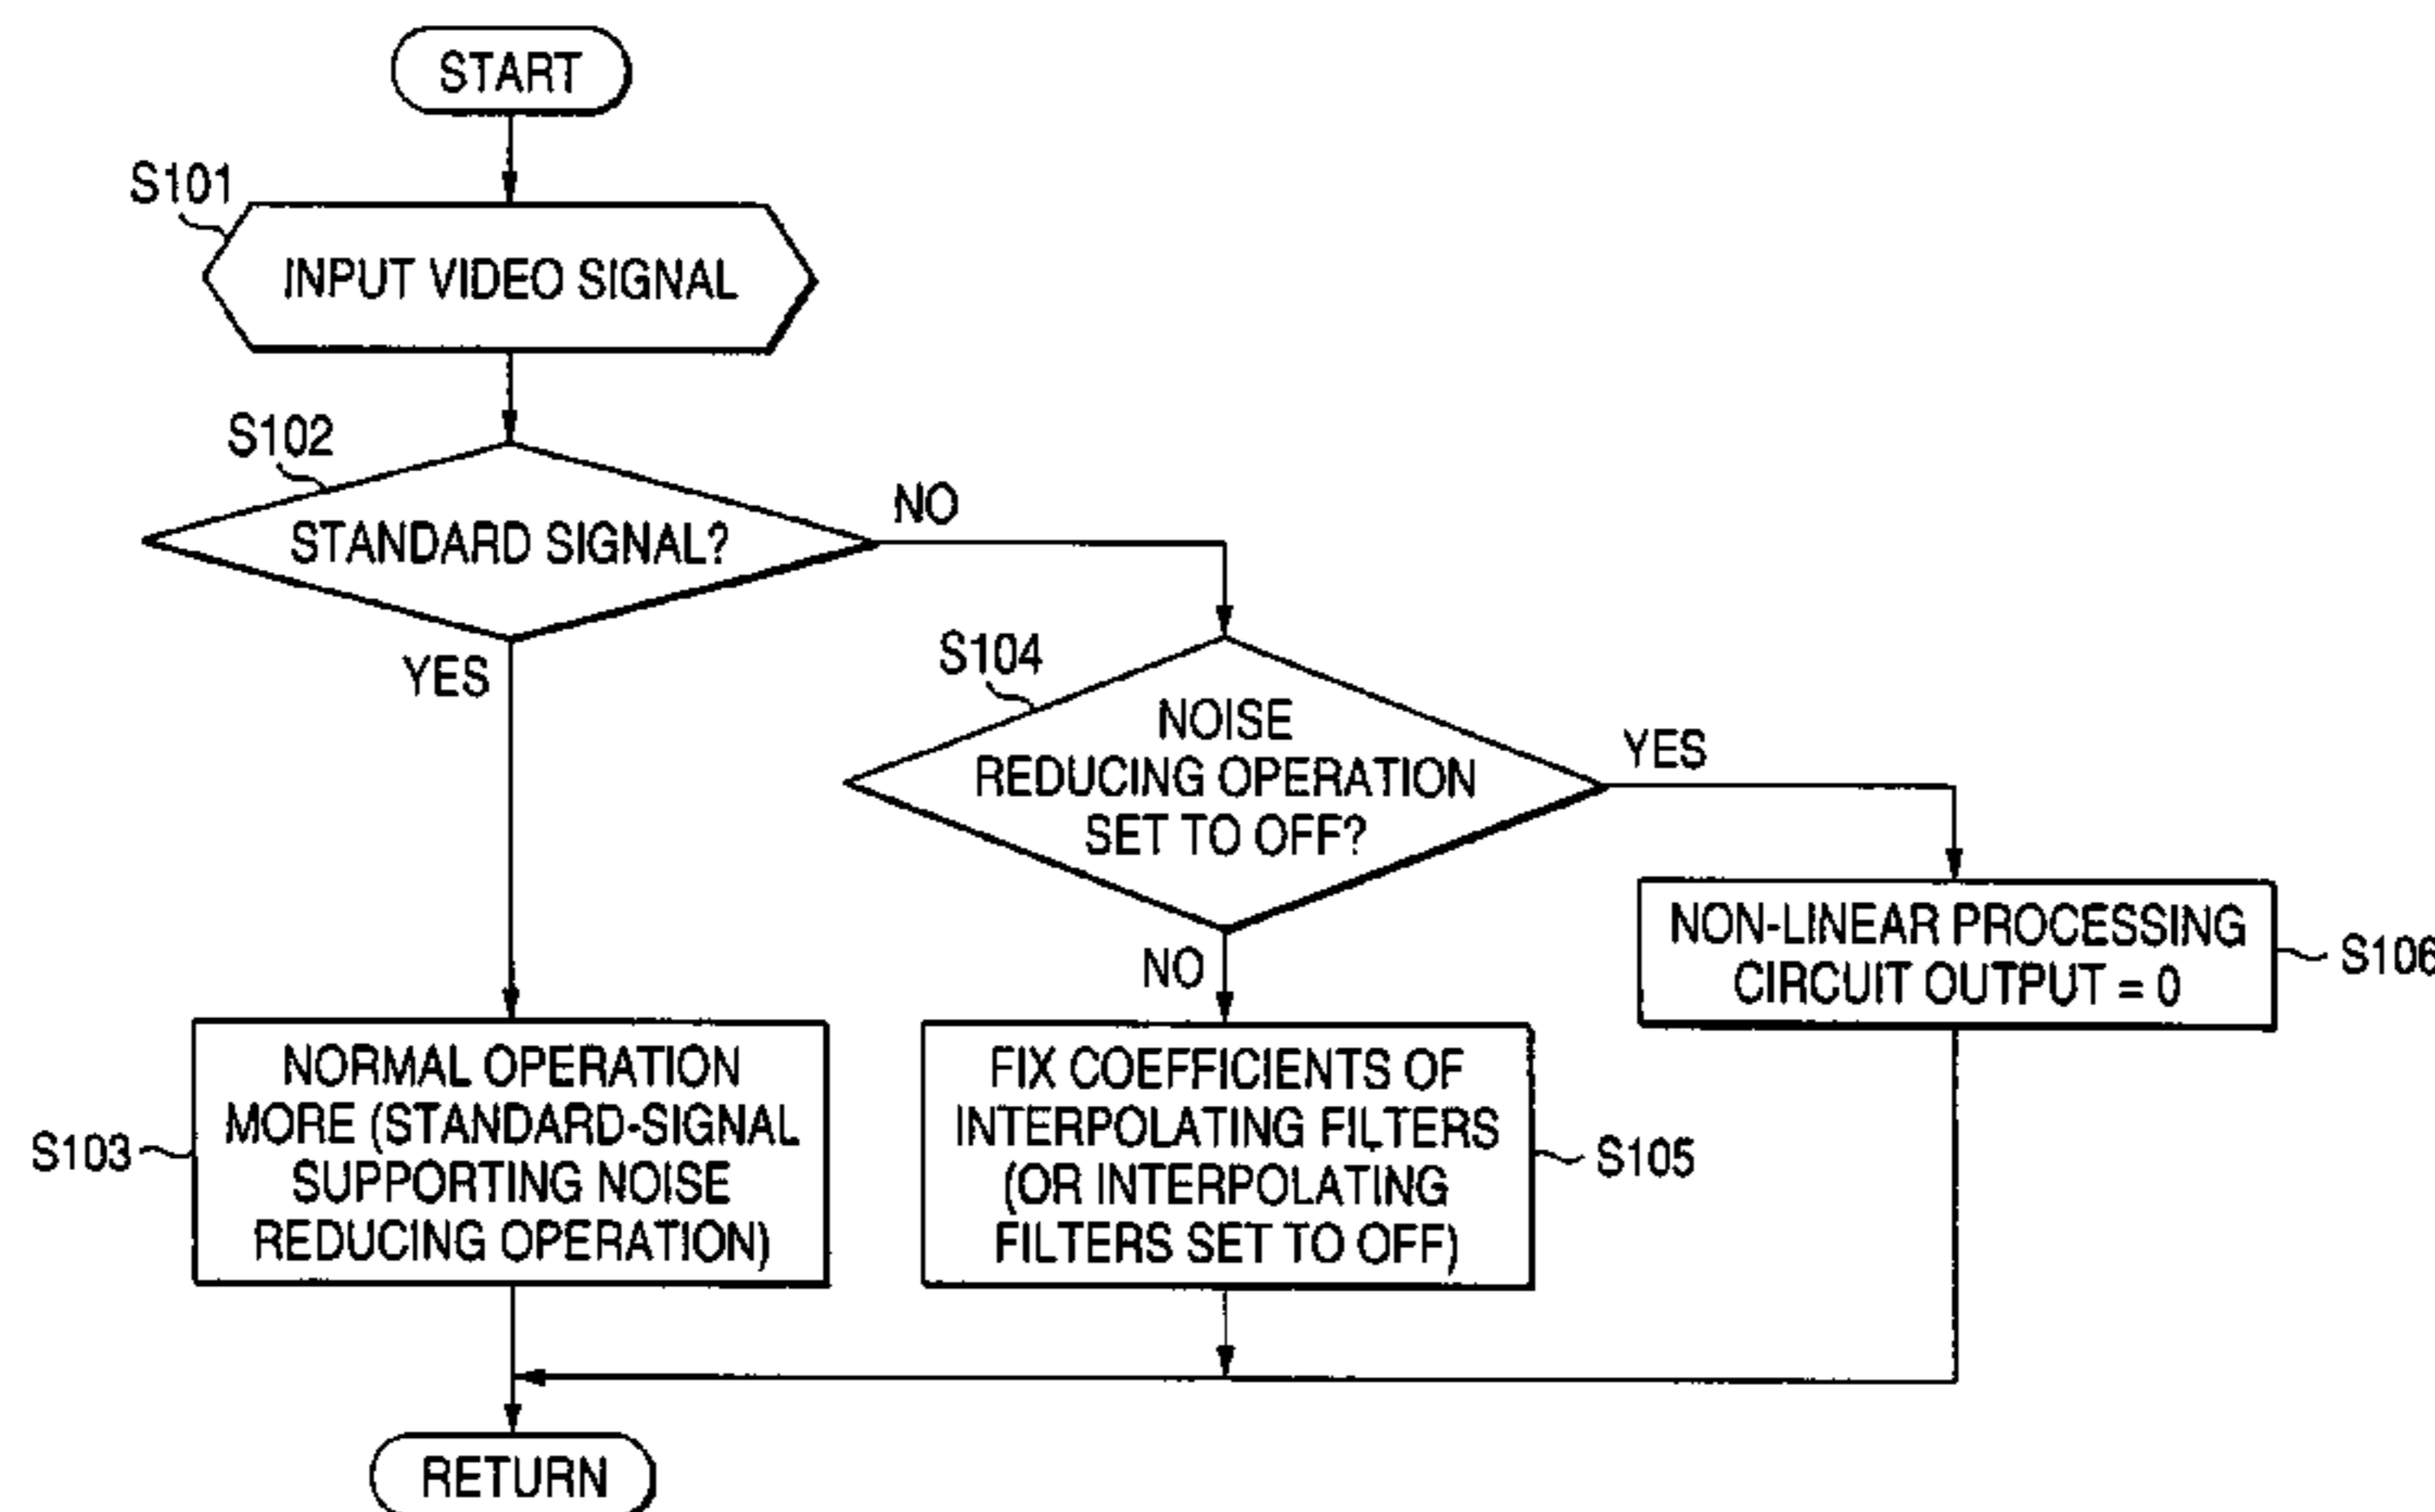 START
S101
INPUT VIDEO SIGNAL
S102
STANDARD SIGNAL?
NO
YES
S104
NOISE
REDUCING OPERATION
SET TO OFF?
YES
NO
NON-LINEAR PROCESSING
CIRCUIT OUTPUT = 0
S106
S103
NORMAL OPERATION
MORE (STANDARD-SIGNAL
SUPPORTING NOISE
REDUCING OPERATION)
FIX COEFFICIENTS OF
INTERPOLATING FILTERS
(OR INTERPOLATING
FILTERS SET TO OFF)
S105
RETURN